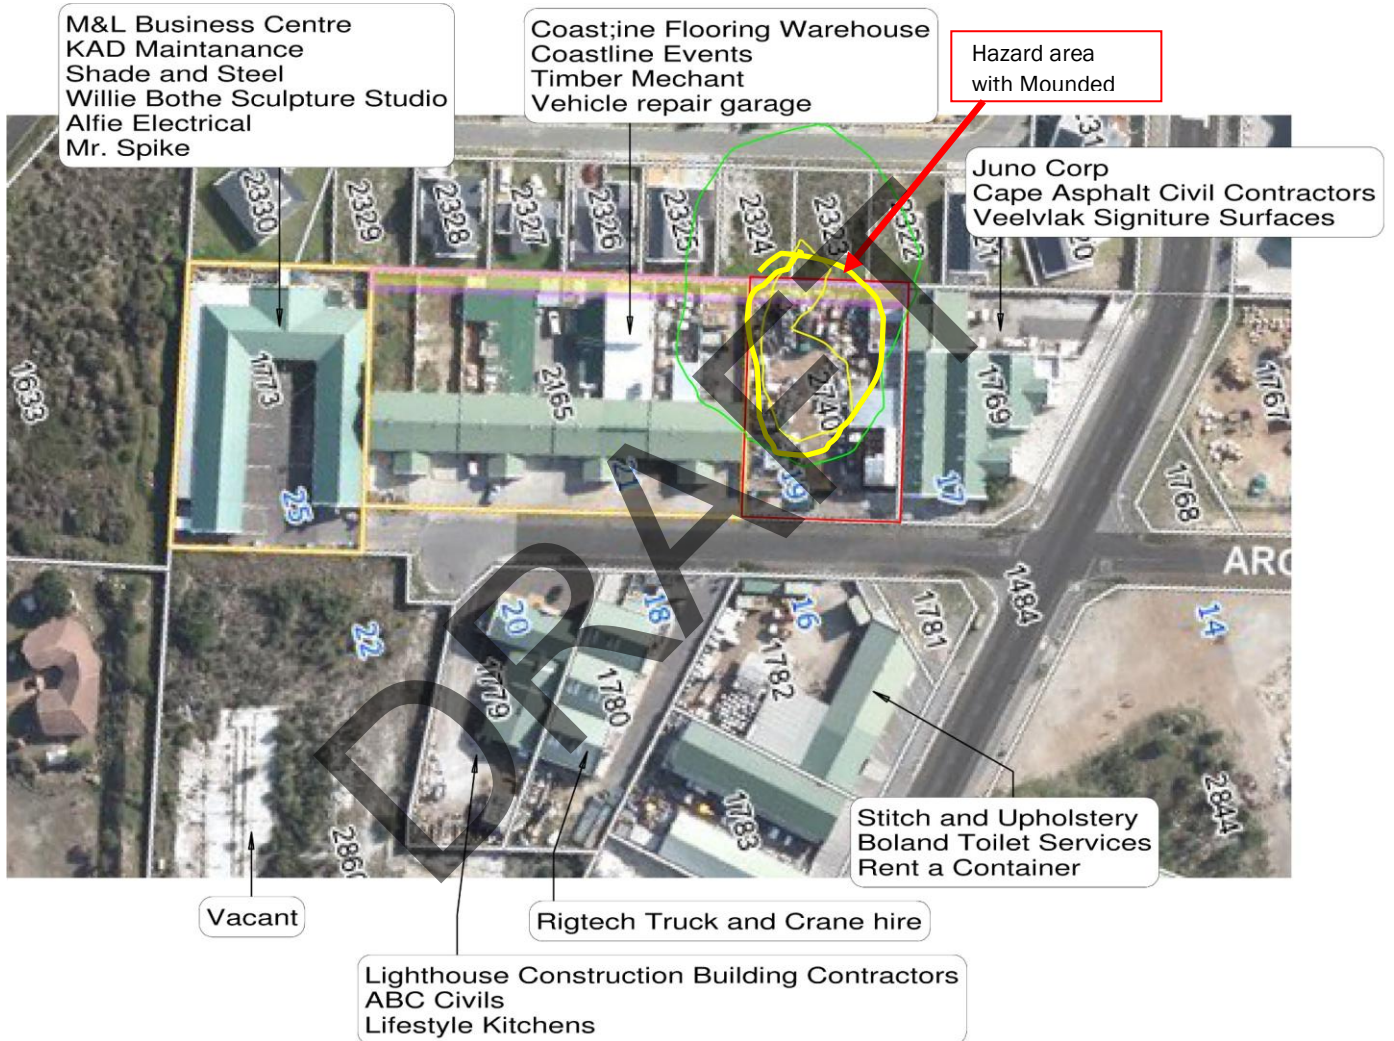 M&L Business Centre
KAD Maintanance
Shade and Steel
Willie Bothe Sculpture Studio
Alfie Electrical
Mr. Spike
Coast;ine Flooring Warehouse
Coastline Events
Timber Mechant
Vehicle repair garage
Hazard area
with Mounded
Juno Corp
Cape Asphalt Civil Contractors
Veelvlak Signiture Surfaces
2330
2329
2328
2327
2326
2325
2324
2323
2322
1633
1773
2165
2740
1769
1767
25
21
19
17
1768
ARC
1484
22
20
18
16
1781
14
1779
1780
1782
1783
2844
DRAFT
Stitch and Upholstery
Boland Toilet Services
Rent a Container
Vacant
Rigtech Truck and Crane hire
Lighthouse Construction Building Contractors
ABC Civils
Lifestyle Kitchens